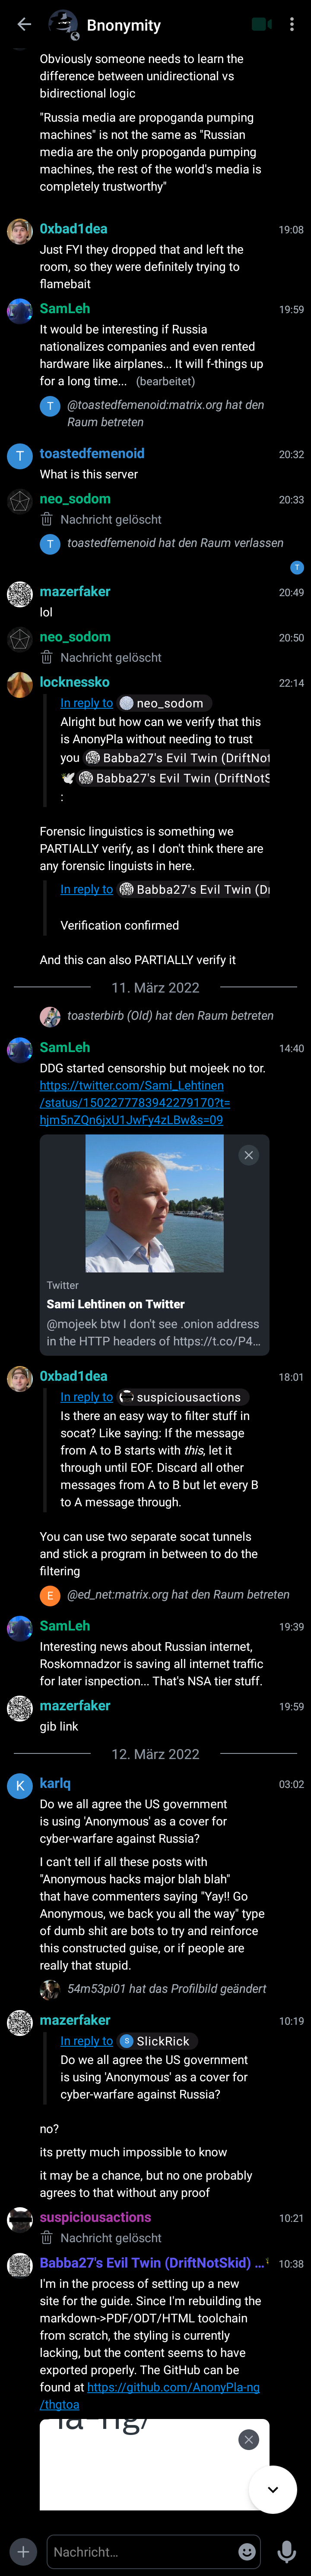 Bnonymity
Obviously someone needs to learn the
difference between unidirectional vs
bidirectional logic
"Russia media are propoganda pumping
machines" is not the same as "Russian
media are the only propoganda pumping
machines, the rest of the world's media is
completely trustworthy"
0xbad1dea 19:08
Just FYI they dropped that and left the
room, so they were definitely trying to
flamebait
SamLeh 19:59
It would be interesting if Russia
nationalizes companies and even rented
hardware like airplanes... It will f-things up
for a long time... (bearbeitet)
T @toastedfemenoid:matrix.org hat den
Raum betreten
T toastedfemenoid 20:32
What is this server
neo_sodom 20:33
Nachricht gelöscht
T toastedfemenoid hat den Raum verlassen
T
mazerfaker 20:49
lol
neo_sodom 20:50
Nachricht gelöscht
locknessko 22:14
In reply to neo_sodom
Alright but how can we verify that this
is AnonyPla without needing to trust
you Babba27's Evil Twin (DriftNot
🕊 Babba27's Evil Twin (DriftNotS
:
Forensic linguistics is something we
PARTIALLY verify, as I don't think there are
any forensic linguists in here.
In reply to Babba27's Evil Twin (Di
Verification confirmed
And this can also PARTIALLY verify it
11. März 2022
toasterbirb (Old) hat den Raum betreten
SamLeh 14:40
DDG started censorship but mojeek no tor.
https://twitter.com/Sami_Lehtinen
/status/1502277783942279170?t=
hjm5nZQn6jxU1JwFy4zLBw&s=09
Twitter
Sami Lehtinen on Twitter
@mojeek btw I don't see .onion address
in the HTTP headers of https://t.co/P4...
0xbad1dea 18:01
In reply to suspiciousactions
Is there an easy way to filter stuff in
socat? Like saying: If the message
from A to B starts with this, let it
through until EOF. Discard all other
messages from A to B but let every B
to A message through.
You can use two separate socat tunnels
and stick a program in between to do the
filtering
E @ed_net:matrix.org hat den Raum betreten
SamLeh 19:39
Interesting news about Russian internet,
Roskomnadzor is saving all internet traffic
for later isnpection... That's NSA tier stuff.
mazerfaker 19:59
gib link
12. März 2022
K karlq 03:02
Do we all agree the US government
is using 'Anonymous' as a cover for
cyber-warfare against Russia?
I can't tell if all these posts with
"Anonymous hacks major blah blah"
that have commenters saying "Yay!! Go
Anonymous, we back you all the way" type
of dumb shit are bots to try and reinforce
this constructed guise, or if people are
really that stupid.
54m53pi01 hat das Profilbild geändert
mazerfaker 10:19
In reply to S SlickRick
Do we all agree the US government
is using 'Anonymous' as a cover for
cyber-warfare against Russia?
no?
its pretty much impossible to know
it may be a chance, but no one probably
agrees to that without any proof
suspiciousactions 10:21
Nachricht gelöscht
Babba27's Evil Twin (DriftNotSkid) ... 10:38
I'm in the process of setting up a new
site for the guide. Since I'm rebuilding the
markdown->PDF/ODT/HTML toolchain
from scratch, the styling is currently
lacking, but the content seems to have
exported properly. The GitHub can be
found at https://github.com/AnonyPla-ng
/thgtoa
la-ng/
Nachricht...